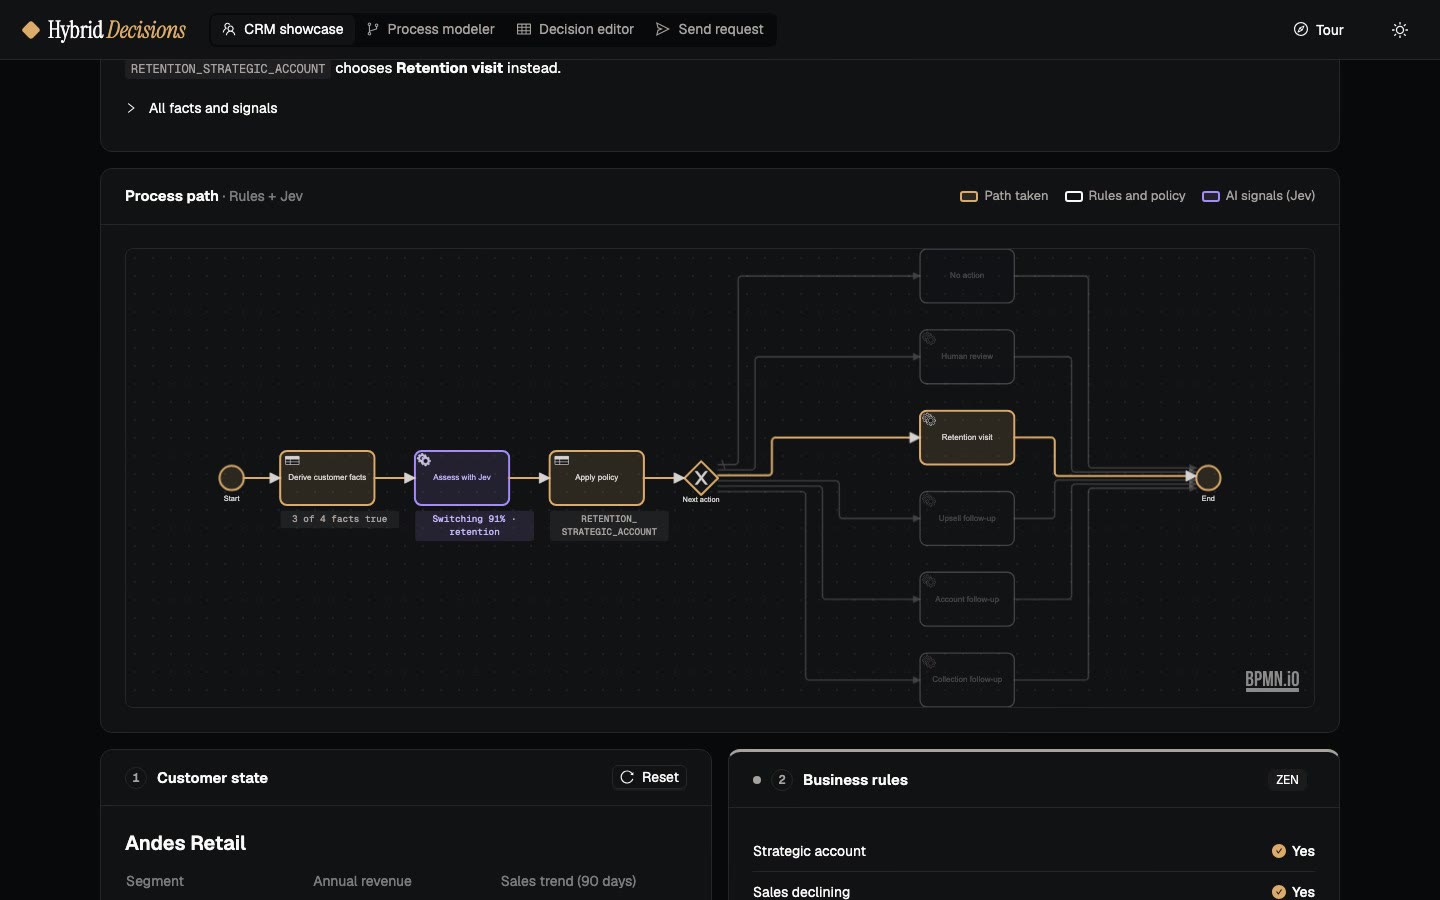 Hybrid Decisions
CRM showcase
Process modeler
Decision editor
Send request
Tour
RETENTION_STRATEGIC_ACCOUNT chooses Retention visit instead.
All facts and signals
Process path · Rules + Jev
Path taken
Rules and policy
AI signals (Jev)
No action
Human review
Retention visit
Start
Derive customer facts
Assess with Jev
Apply policy
Next action
End
3 of 4 facts true
Switching 91% ·
retention
RETENTION_
STRATEGIC_ACCOUNT
Upsell follow-up
Account follow-up
Collection follow-up
BPMN.iO
1 Customer state
Reset
2 Business rules
ZEN
Andes Retail
Strategic account
Yes
Segment
Annual revenue
Sales trend (90 days)
Sales declining
Yes